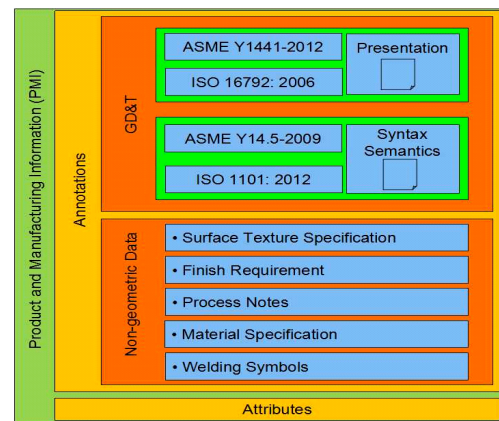 Product and Manufacturing Information (PMI)
Annotations
GD&T
ASME Y1441-2012
ISO 16792: 2006
Presentation
ASME Y14.5-2009
ISO 1101: 2012
Syntax
Semantics
Non-geometric Data
• Surface Texture Specification
• Finish Requirement
• Process Notes
• Material Specification
• Welding Symbols
Attributes